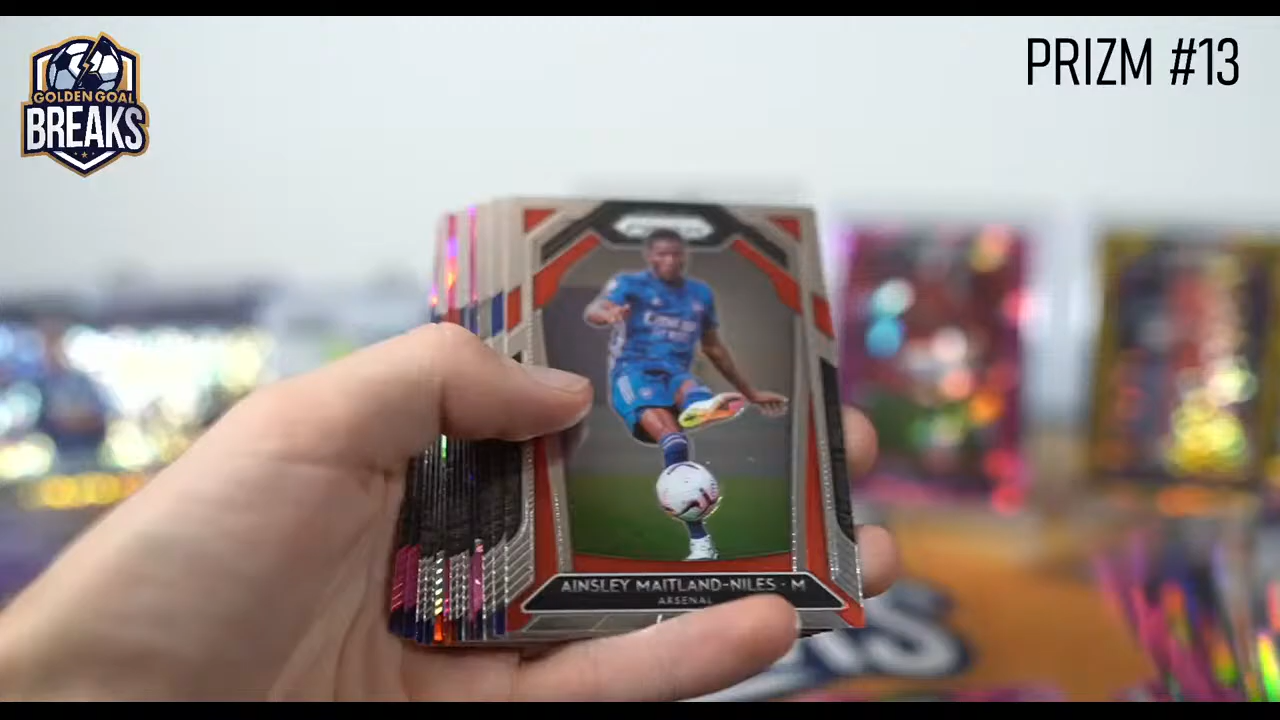 GOLDEN GOAL
BREAKS
PRIZM #13
AINSLEY MAITLAND-NILES · M
ARSENAL